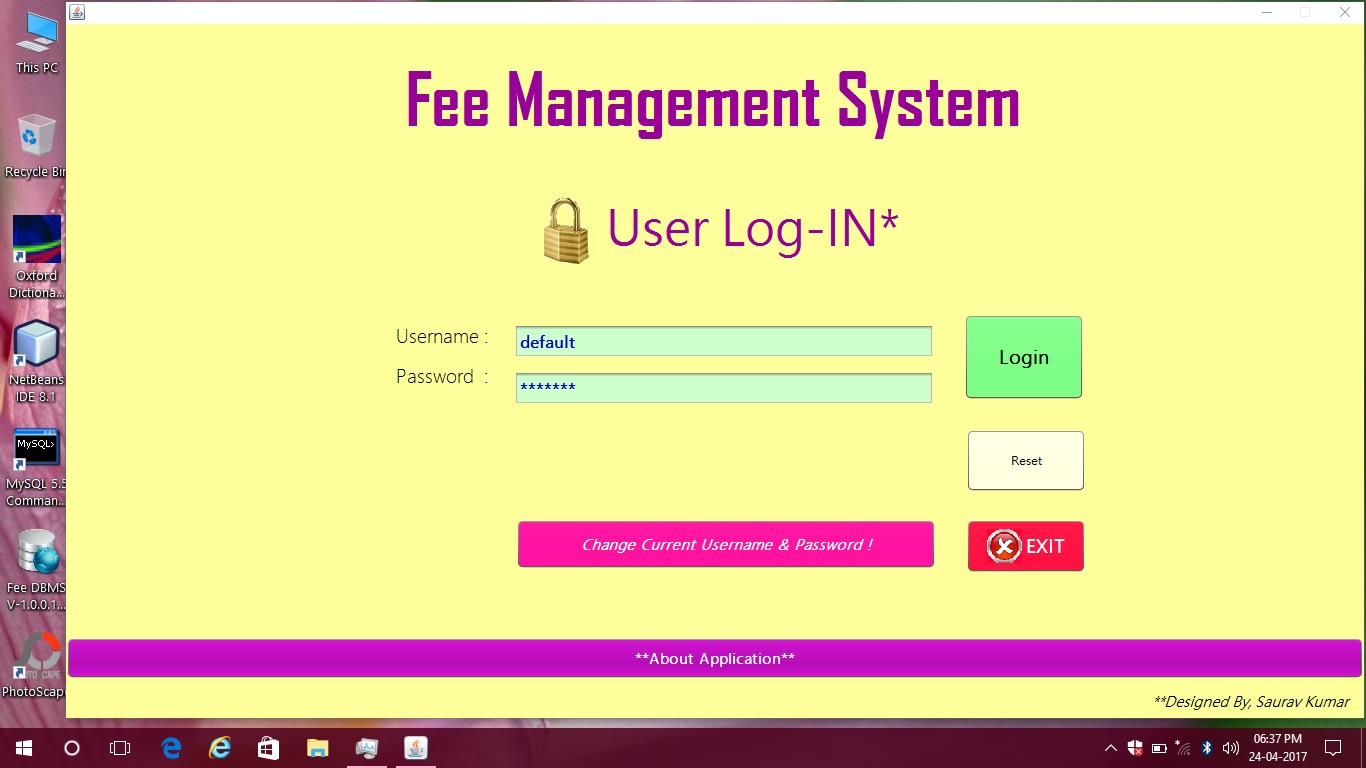 This PC
Recycle Bin
Oxford
Dictiona...
NetBeans
IDE 8.1
MySQL>
MySQL 5.5
Comman...
Fee DBMS
V-1.0.0.1...
PhotoScape
Fee Management System
User Log-IN*
Username :
default
Password :
*******
Login
Reset
Change Current Username & Password !
EXIT
**About Application**
**Designed By, Saurav Kumar
06:37 PM
24-04-2017